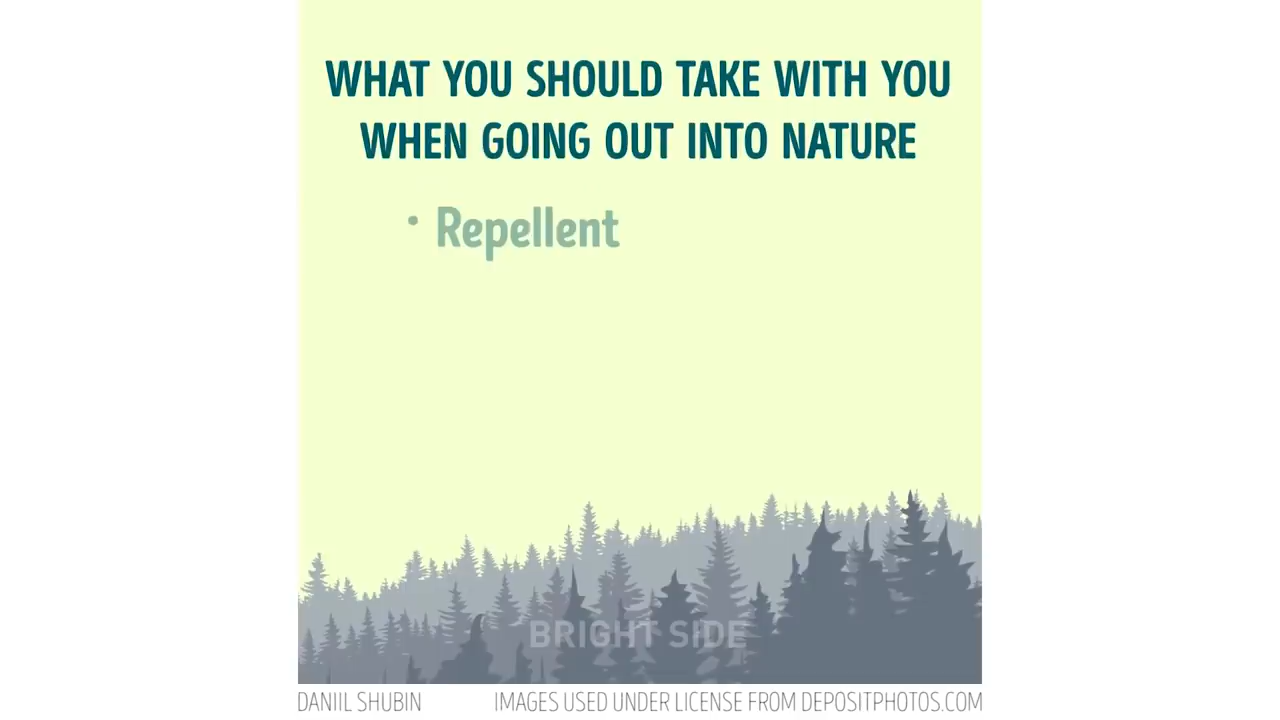 WHAT YOU SHOULD TAKE WITH YOU
WHEN GOING OUT INTO NATURE
• Repellent
BRIGHT SIDE
DANIIL SHUBIN
IMAGES USED UNDER LICENSE FROM DEPOSITPHOTOS.COM